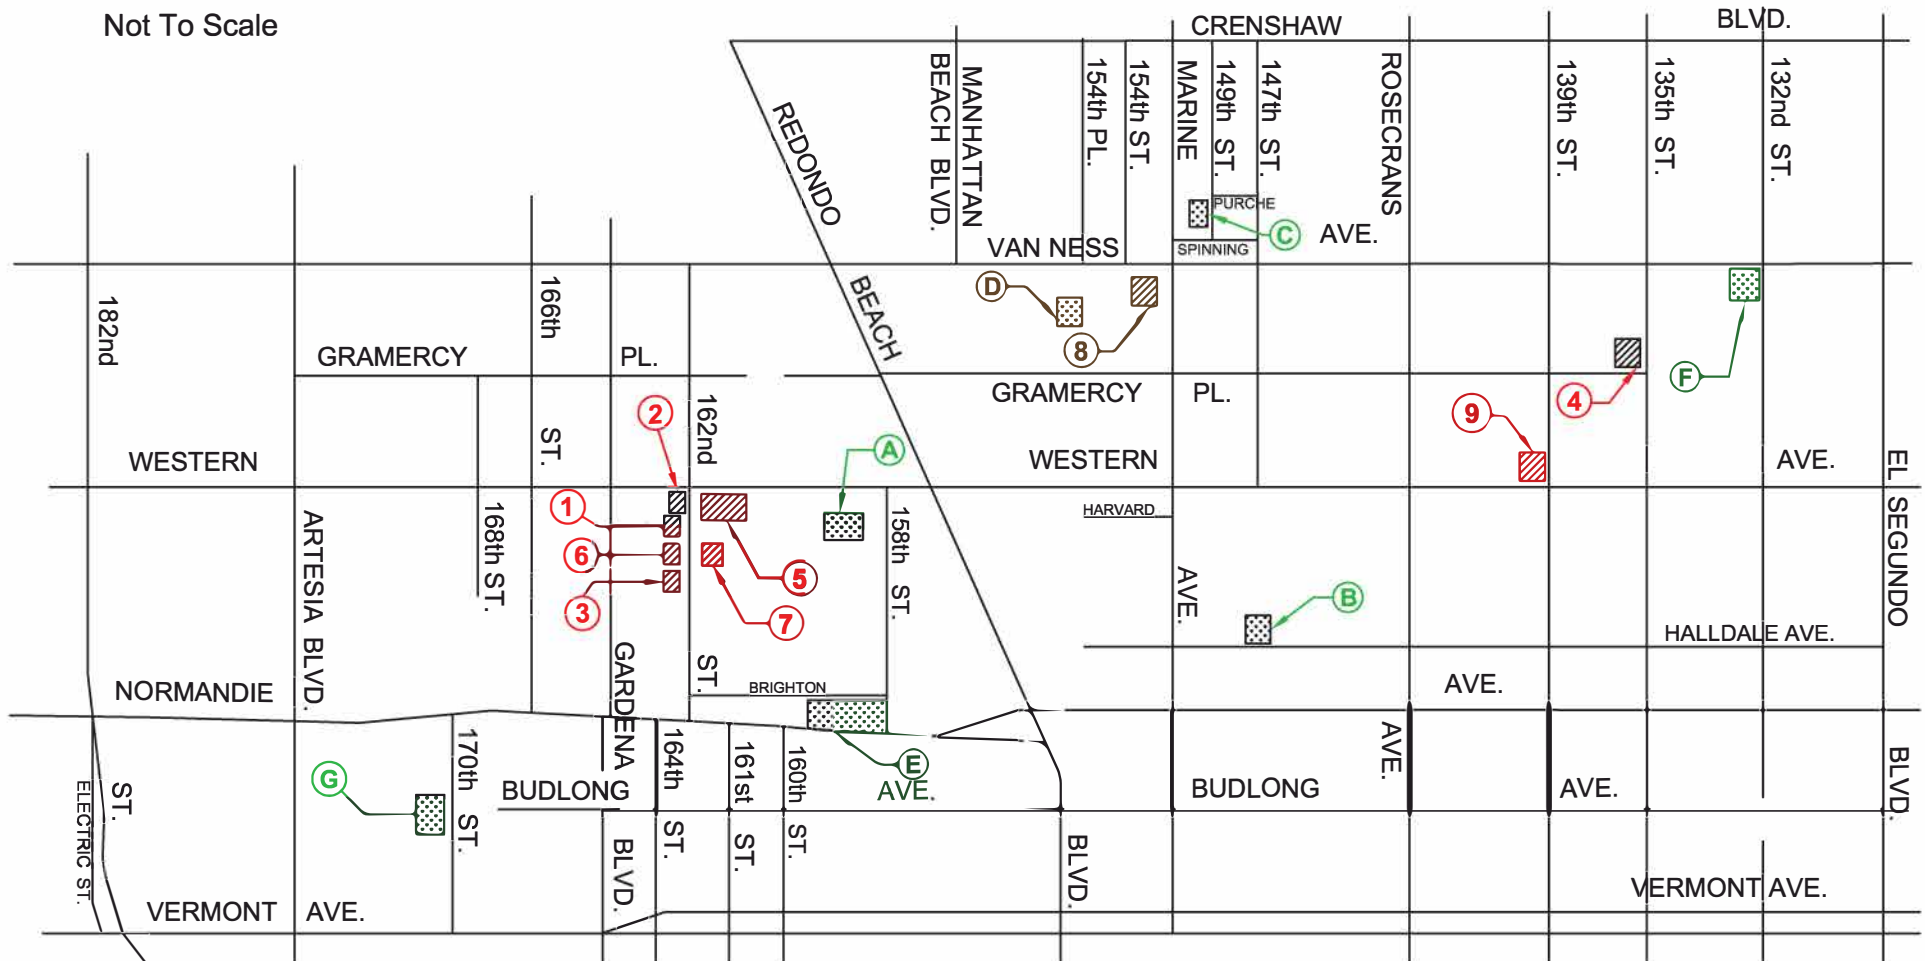 Not To Scale
CRENSHAW
BLVD.
REDONDO
BEACH
MANHATTAN
BEACH BLVD.
154th PL.
154th ST.
MARINE
149th ST.
147th ST.
ROSECRANS
139th ST.
135th ST.
132nd ST.
PURCHE
C
AVE.
VAN NESS
SPINNING
182nd
166th
D
8
F
4
GRAMERCY
PL.
GRAMERCY
PL.
2
162nd
9
WESTERN
ST.
A
WESTERN
AVE.
EL SEGUNDO
1
6
3
5
7
ARTESIA BLVD.
168th ST.
158th ST.
HARVARD
AVE.
B
HALLDALE AVE.
GARDENA
ST.
BRIGHTON
NORMANDIE
AVE.
170th ST.
164th
161st
160th
E
AVE.
AVE.
BLVD.
G
BUDLONG
BUDLONG
AVE.
ST.
ELECTRIC ST.
BLVD.
ST.
ST.
ST.
BLVD.
VERMONT AVE.
VERMONT AVE.